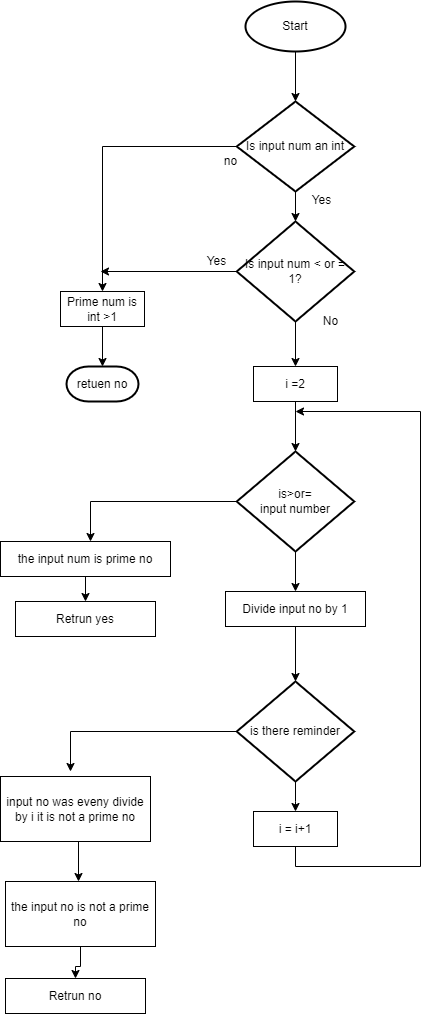 Start
Is input num an int
no
Yes
Yes
Is input num < or =
1?
No
Prime num is
int >1
retuen no
i =2
is>or=
input number
the input num is prime no
Retrun yes
Divide input no by 1
is there reminder
input no was eveny divide
by i it is not a prime no
i = i+1
the input no is not a prime
no
Retrun no